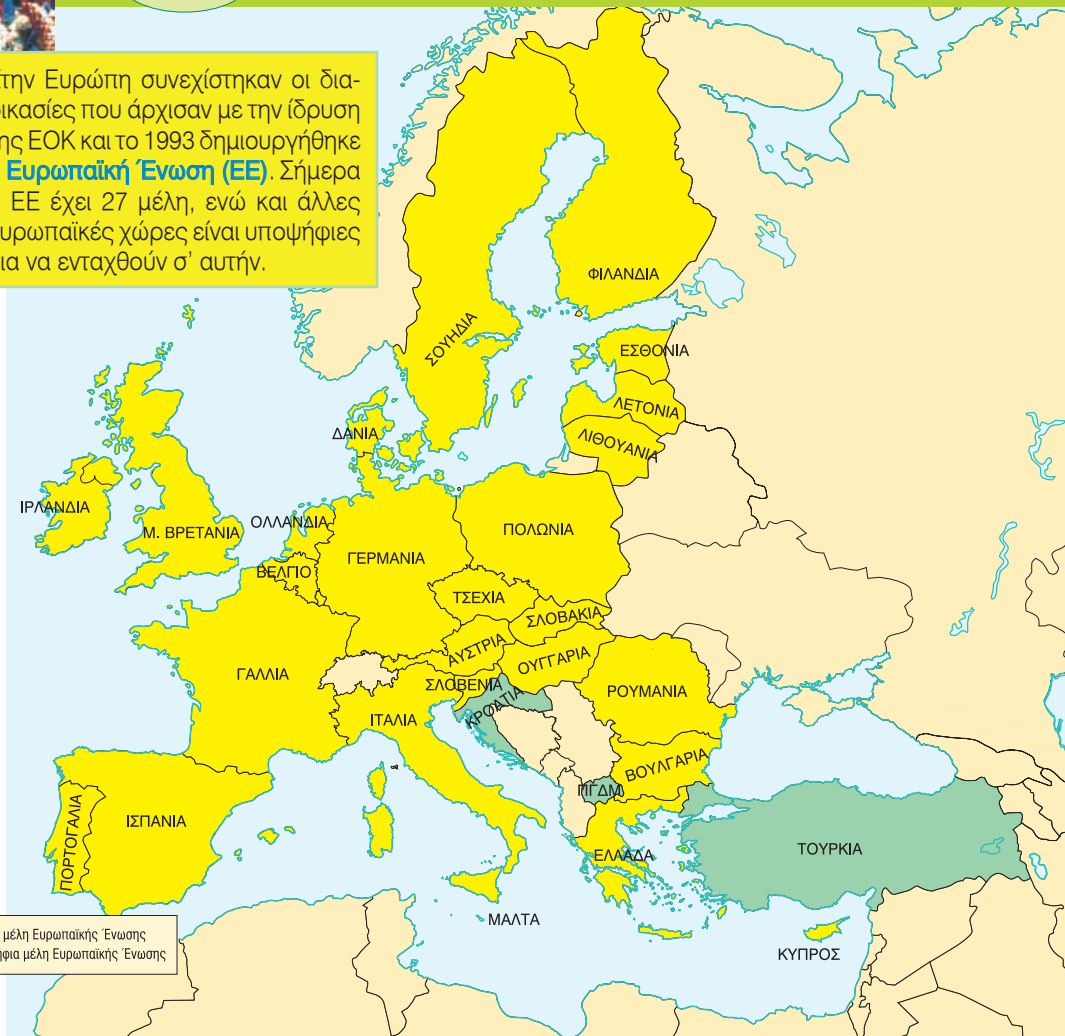 την Ευρώπη συνεχίστηκαν οι δια-
ικασίες που άρχισαν με την ίδρυση
ης ΕΟΚ και το 1993 δημιουργήθηκε
Ευρωπαϊκή Ένωση (ΕΕ). Σήμερα
ΕΕ έχει 27 μέλη, ενώ και άλλες
υρωπαϊκές χώρες είναι υποψήφιες
ια να ενταχθούν σ' αυτήν.
ΦΙΛΑΝΔΙΑ
ΣΟΥΗΔΙΑ
ΕΣΘΟΝΙΑ
ΛΕΤΟΝΙΑ
ΔΑΝΙΑ
ΛΙΘΟΥΑΝΙΑ
ΙΡΛΑΝΔΙΑ
Μ. ΒΡΕΤΑΝΙΑ
ΟΛΛΑΝΔΙΑ
ΠΟΛΩΝΙΑ
ΓΕΡΜΑΝΙΑ
ΒΕΛΓΙΟ
ΤΣΕΧΙΑ
ΣΛΟΒΑΚΙΑ
ΑΥΣΤΡΙΑ
ΟΥΓΓΑΡΙΑ
ΓΑΛΛΙΑ
ΣΛΟΒΕΝΙΑ
ΡΟΥΜΑΝΙΑ
ΚΡΟΑΤΙΑ
ΙΤΑΛΙΑ
ΒΟΥΛΓΑΡΙΑ
ΠΓΔΜ
ΙΣΠΑΝΙΑ
ΠΟΡΤΟΓΑΛΙΑ
ΕΛΛΑΔΑ
ΤΟΥΡΚΙΑ
ΜΑΛΤΑ
ΚΥΠΡΟΣ
μέλη Ευρωπαϊκής Ένωσης
ήφια μέλη Ευρωπαϊκής Ένωσης